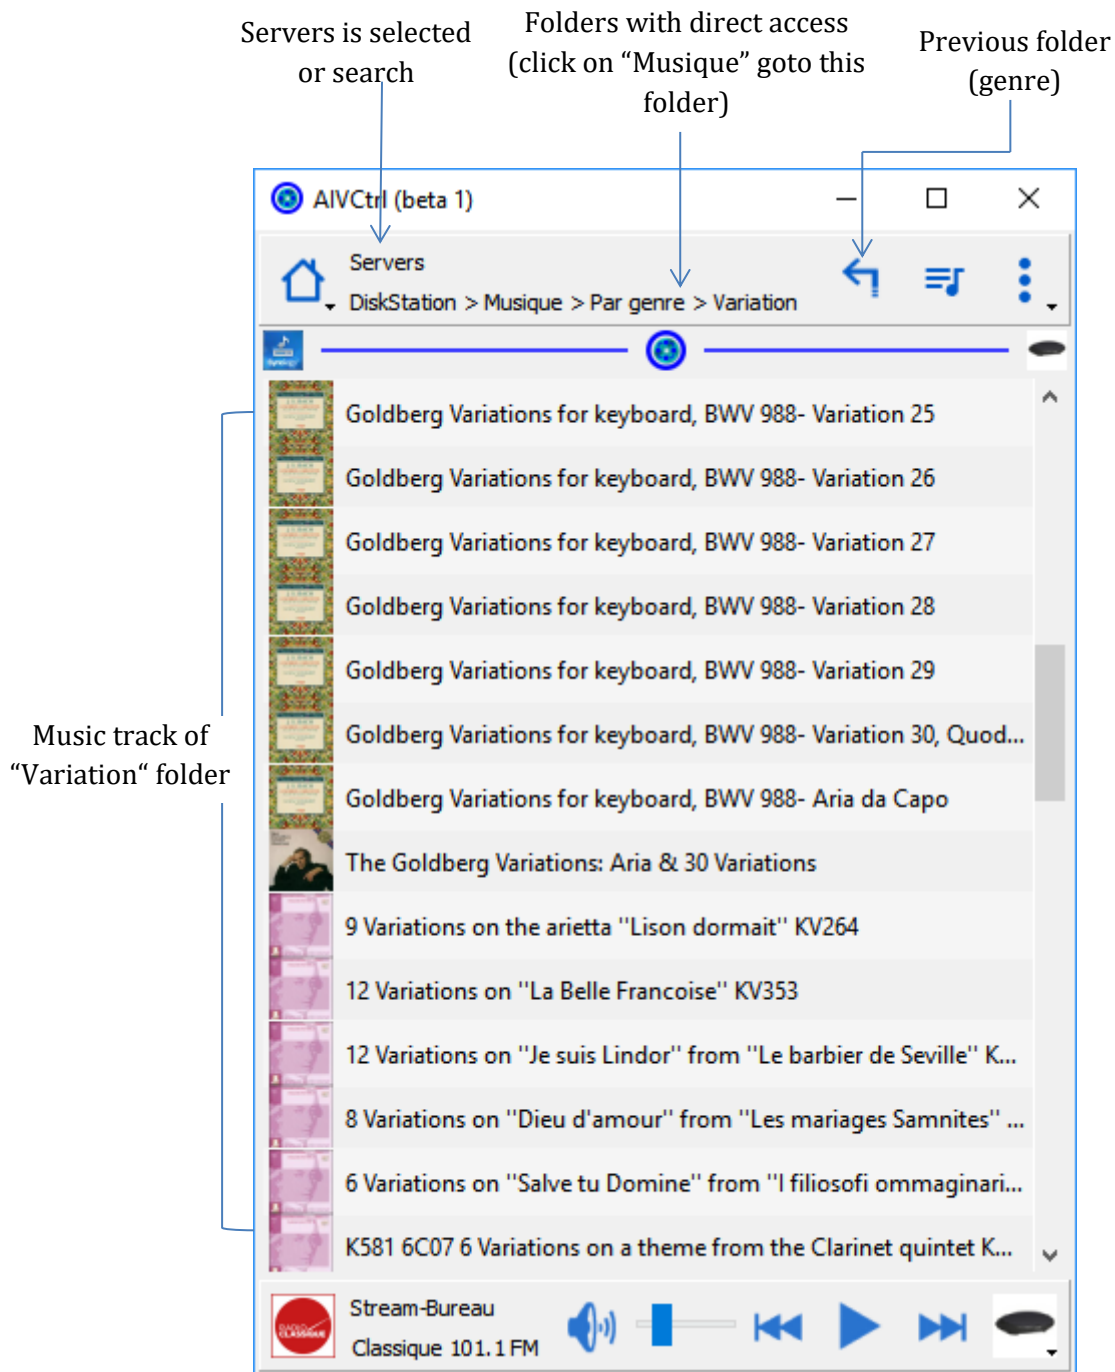 Servers is selected
or search
Folders with direct access
(click on “Musique” goto this
folder)
Previous folder
(genre)
AIVCtrl (beta 1)
Servers
DiskStation > Musique > Par genre > Variation
Goldberg Variations for keyboard, BWV 988- Variation 25
Goldberg Variations for keyboard, BWV 988- Variation 26
Goldberg Variations for keyboard, BWV 988- Variation 27
Goldberg Variations for keyboard, BWV 988- Variation 28
Goldberg Variations for keyboard, BWV 988- Variation 29
Goldberg Variations for keyboard, BWV 988- Variation 30, Quod...
Goldberg Variations for keyboard, BWV 988- Aria da Capo
The Goldberg Variations: Aria & 30 Variations
9 Variations on the arietta ''Lison dormait'' KV264
12 Variations on ''La Belle Francoise'' KV353
12 Variations on ''Je suis Lindor'' from ''Le barbier de Seville'' K...
8 Variations on ''Dieu d'amour'' from ''Les mariages Samnites'' ...
6 Variations on ''Salve tu Domine'' from ''I filiosofi ommaginari...
K581 6C07 6 Variations on a theme from the Clarinet quintet K...
Music track of
“Variation“ folder
RADIO
CLASSIQUE
Stream-Bureau
Classique 101.1 FM